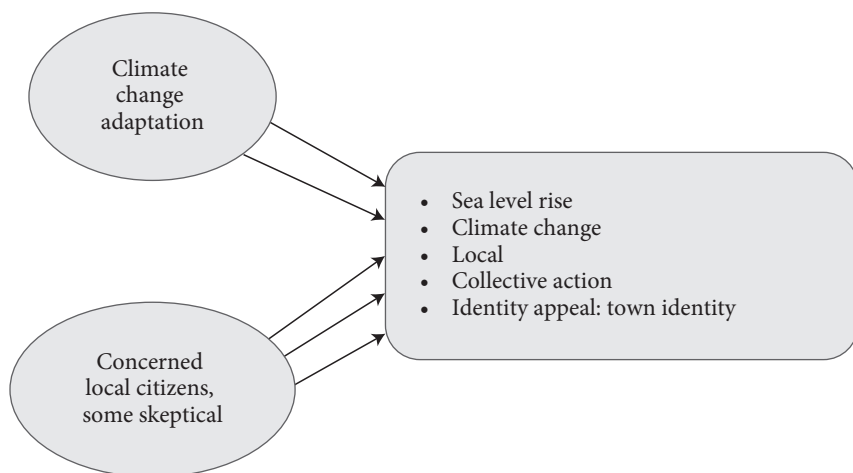 Climate
change
adaptation
• Sea level rise
• Climate change
• Local
• Collective action
• Identity appeal: town identity
Concerned
local citizens,
some skeptical